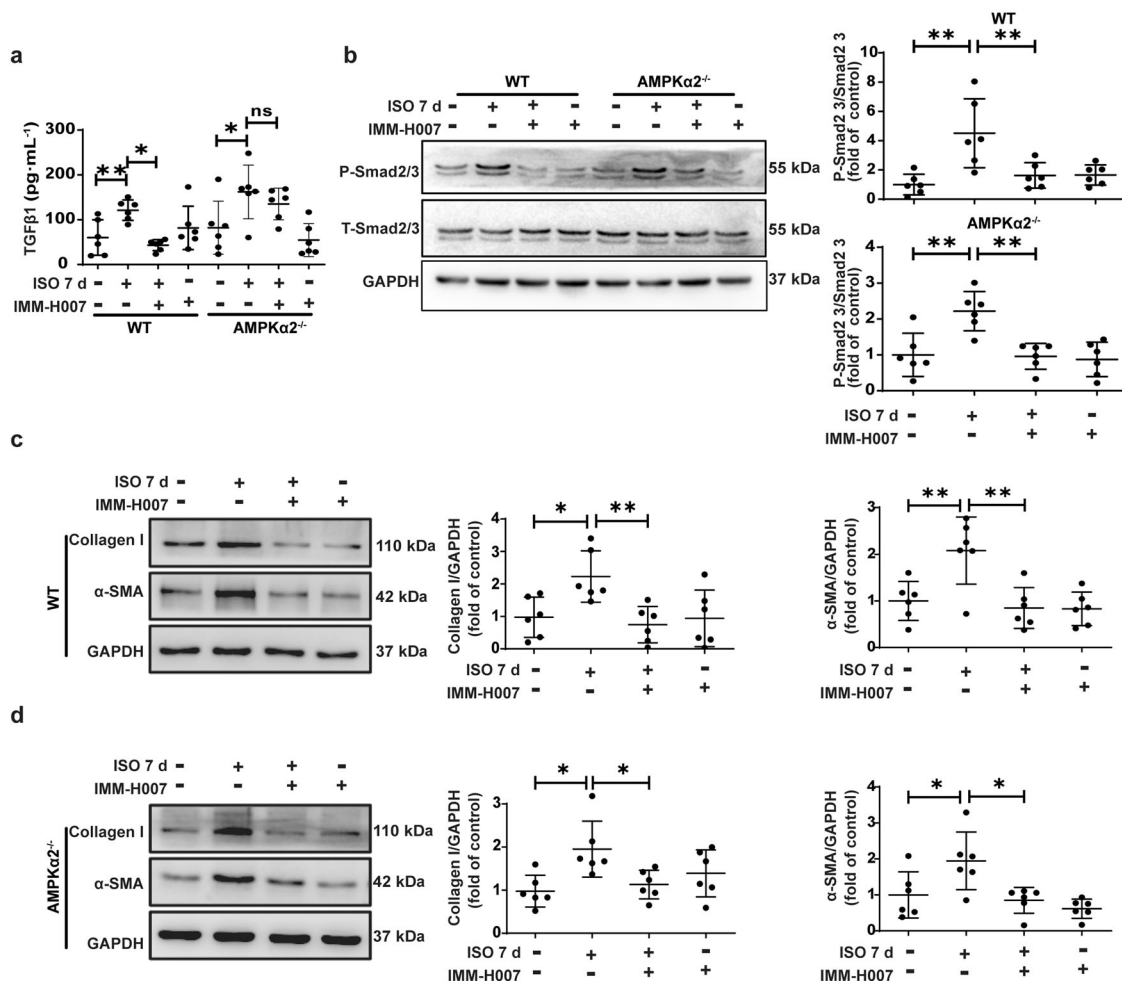 a
TGFβ1 (pg·mL⁻¹)
300
200
100
0
** * * ns
ISO 7 d - + + - - + + -
IMM-H007 - - + + - - + +
WT AMPKα2⁻/⁻
b
WT AMPKα2⁻/⁻
ISO 7 d - + + - - + + -
IMM-H007 - - + + - - + +
P-Smad2/3 55 kDa
T-Smad2/3 55 kDa
GAPDH 37 kDa
WT
** **
P-Smad2 3/Smad2 3
(fold of control)
10
8
6
4
2
0
AMPKα2⁻/⁻
** **
P-Smad2 3/Smad2 3
(fold of control)
4
3
2
1
0
ISO 7 d - + + -
IMM-H007 - - + +
c
ISO 7 d - + + -
IMM-H007 - - + +
WT
Collagen I 110 kDa
α-SMA 42 kDa
GAPDH 37 kDa
* **
Collagen I/GAPDH
(fold of control)
4
3
2
1
0
ISO 7 d - + + -
IMM-H007 - - + +
** **
α-SMA/GAPDH
(fold of control)
3
2
1
0
ISO 7 d - + + -
IMM-H007 - - + +
d
ISO 7 d - + + -
IMM-H007 - - + +
AMPKα2⁻/⁻
Collagen I 110 kDa
α-SMA 42 kDa
GAPDH 37 kDa
* *
Collagen I/GAPDH
(fold of control)
3
2
1
0
ISO 7 d - + + -
IMM-H007 - - + +
* *
α-SMA/GAPDH
(fold of control)
4
3
2
1
0
ISO 7 d - + + -
IMM-H007 - - + +